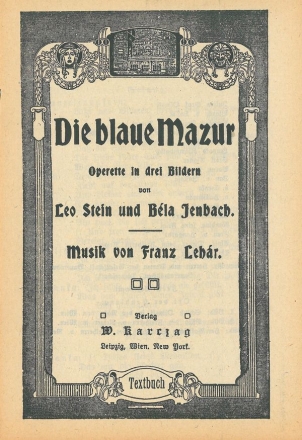 Die blaue Mazur
Operette in drei Bildern
von
Leo Stein und Béla Jenbach.
Musik von Franz Lehár.
Verlag
W. Karczag
Leipzig, Wien, New York.
Textbuch